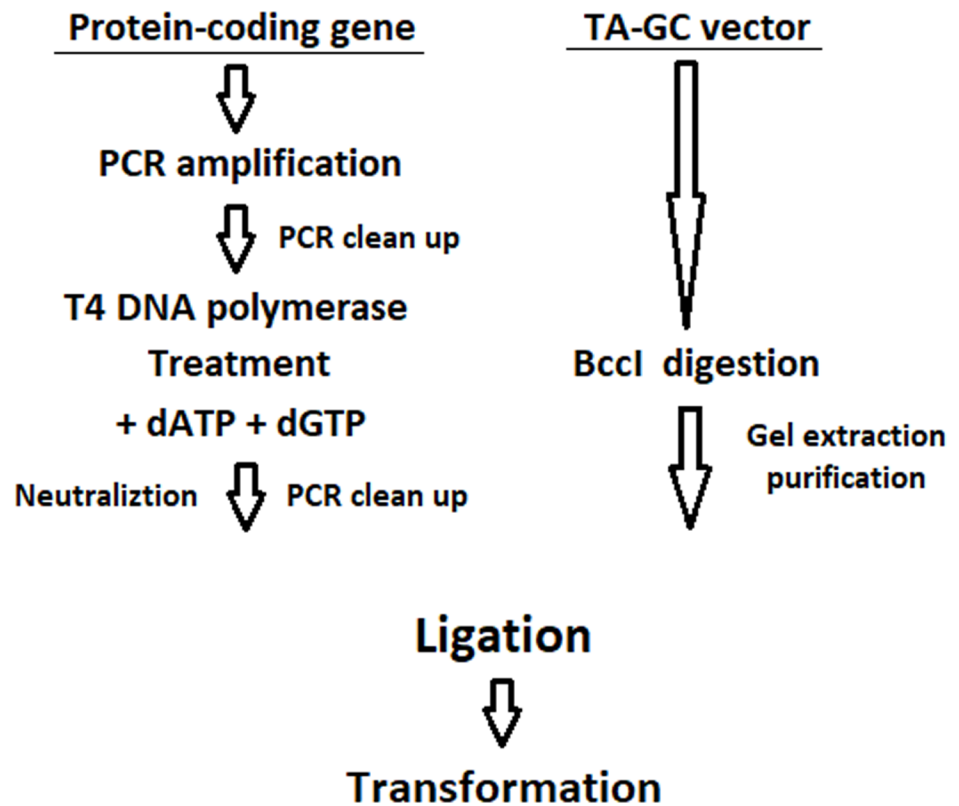 Protein-coding gene
TA-GC vector
PCR amplification
PCR clean up
T4 DNA polymerase
Treatment
+ dATP + dGTP
BccI digestion
Neutraliztion
PCR clean up
Gel extraction
purification
Ligation
Transformation